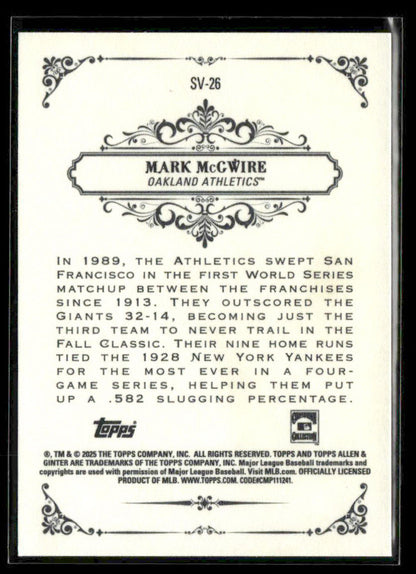 SV-26
MARK McGWIRE
OAKLAND ATHLETICS™
IN 1989, THE ATHLETICS SWEPT SAN
FRANCISCO IN THE FIRST WORLD SERIES
MATCHUP BETWEEN THE FRANCHISES
SINCE 1913. THEY OUTSCORED THE
GIANTS 32-14, BECOMING JUST THE
THIRD TEAM TO NEVER TRAIL IN THE
FALL CLASSIC. THEIR NINE HOME RUNS
TIED THE 1928 NEW YORK YANKEES
FOR THE MOST EVER IN A FOUR-
GAME SERIES, HELPING THEM PUT
UP A .582 SLUGGING PERCENTAGE.
Topps
COOPERSTOWN
COLLECTION
®, TM & © 2025 THE TOPPS COMPANY, INC. ALL RIGHTS RESERVED. TOPPS AND TOPPS ALLEN &
GINTER ARE TRADEMARKS OF THE TOPPS COMPANY, INC. Major League Baseball trademarks and
copyrights are used with permission of Major League Baseball. Visit MLB.com. OFFICIALLY LICENSED
PRODUCT OF MLB. WWW.TOPPS.COM. CODE#CMP111241.